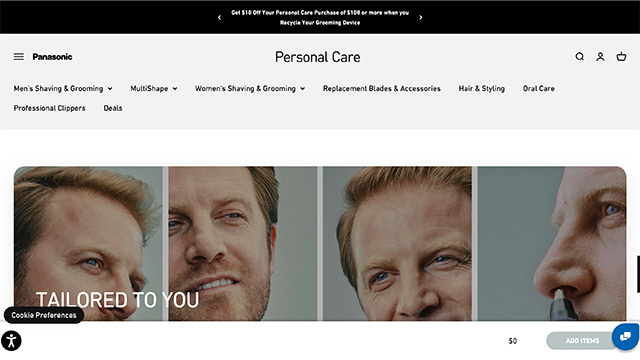 Get $10 Off Your Personal Care Purchase of $100 or more when you
Recycle Your Grooming Device
Panasonic
Personal Care
Men's Shaving & Grooming
MultiShape
Women's Shaving & Grooming
Replacement Blades & Accessories
Hair & Styling
Oral Care
Professional Clippers
Deals
TAILORED TO YOU
Cookie Preferences
$0
ADD ITEMS